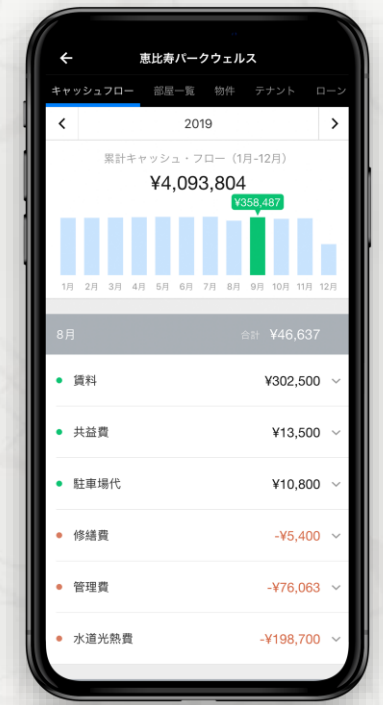 恵比寿パークウェルス
キャッシュフロー 部屋一覧 物件 テナント ローン
2019
累計キャッシュ・フロー（1月-12月）
¥4,093,804
¥358,487
1月 2月 3月 4月 5月 6月 7月 8月 9月 10月 11月 12月
8月 合計 ¥46,637
賃料 ¥302,500
共益費 ¥13,500
駐車場代 ¥10,800
修繕費 -¥5,400
管理費 -¥76,063
水道光熱費 -¥198,700